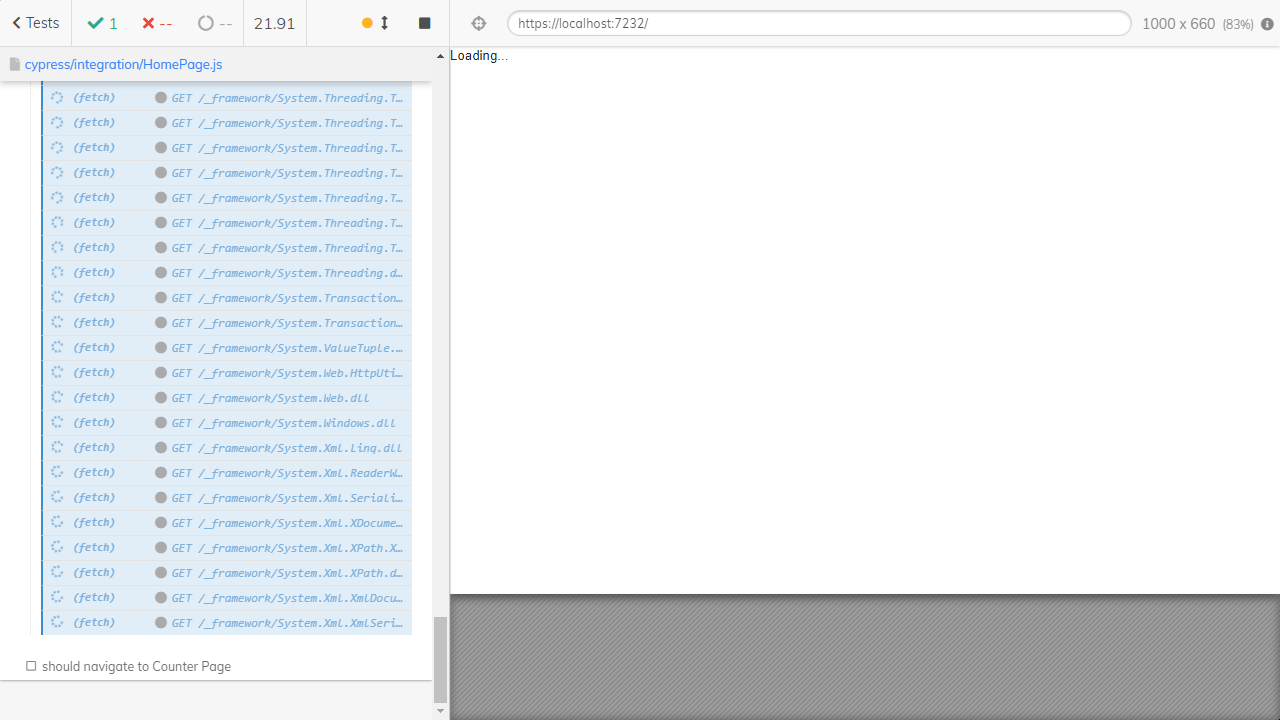 Tests 1 -- -- 21.91
https://localhost:7232/ 1000 x 660 (83%)
cypress/integration/HomePage.js
(fetch) GET /_framework/System.Threading.T…
(fetch) GET /_framework/System.Threading.T…
(fetch) GET /_framework/System.Threading.T…
(fetch) GET /_framework/System.Threading.T…
(fetch) GET /_framework/System.Threading.T…
(fetch) GET /_framework/System.Threading.T…
(fetch) GET /_framework/System.Threading.T…
(fetch) GET /_framework/System.Threading.d…
(fetch) GET /_framework/System.Transaction…
(fetch) GET /_framework/System.Transaction…
(fetch) GET /_framework/System.ValueTuple.…
(fetch) GET /_framework/System.Web.HttpUti…
(fetch) GET /_framework/System.Web.dll
(fetch) GET /_framework/System.Windows.dll
(fetch) GET /_framework/System.Xml.Linq.dll
(fetch) GET /_framework/System.Xml.ReaderW…
(fetch) GET /_framework/System.Xml.Seriali…
(fetch) GET /_framework/System.Xml.XDocume…
(fetch) GET /_framework/System.Xml.XPath.X…
(fetch) GET /_framework/System.Xml.XPath.d…
(fetch) GET /_framework/System.Xml.XmlDocu…
(fetch) GET /_framework/System.Xml.XmlSeri…
should navigate to Counter Page
Loading...